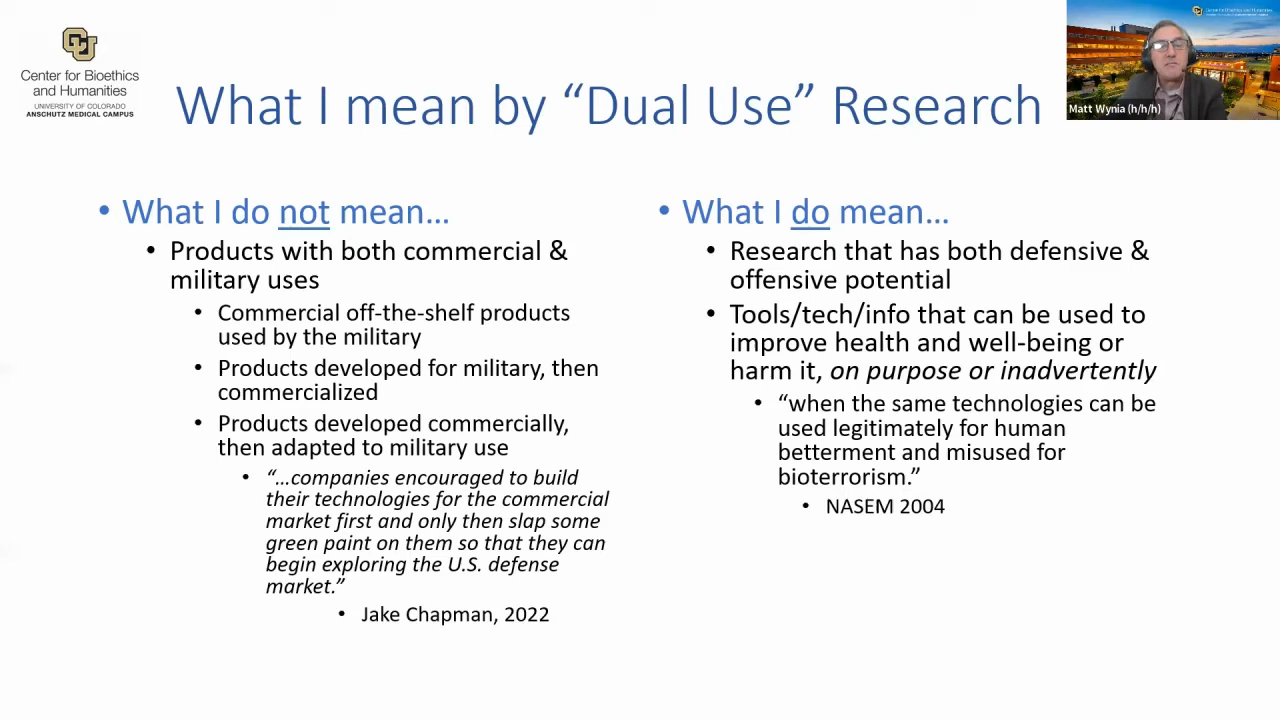 CU
Center for Bioethics
and Humanities
UNIVERSITY OF COLORADO
ANSCHUTZ MEDICAL CAMPUS
What I mean by “Dual Use” Research
Matt Wynia (h/h/h)
• What I do not mean…
• Products with both commercial &
military uses
• Commercial off-the-shelf products
used by the military
• Products developed for military, then
commercialized
• Products developed commercially,
then adapted to military use
• “…companies encouraged to build
their technologies for the commercial
market first and only then slap some
green paint on them so that they can
begin exploring the U.S. defense
market.”
• Jake Chapman, 2022
• What I do mean…
• Research that has both defensive &
offensive potential
• Tools/tech/info that can be used to
improve health and well-being or
harm it, on purpose or inadvertently
• “when the same technologies can be
used legitimately for human
betterment and misused for
bioterrorism.”
• NASEM 2004